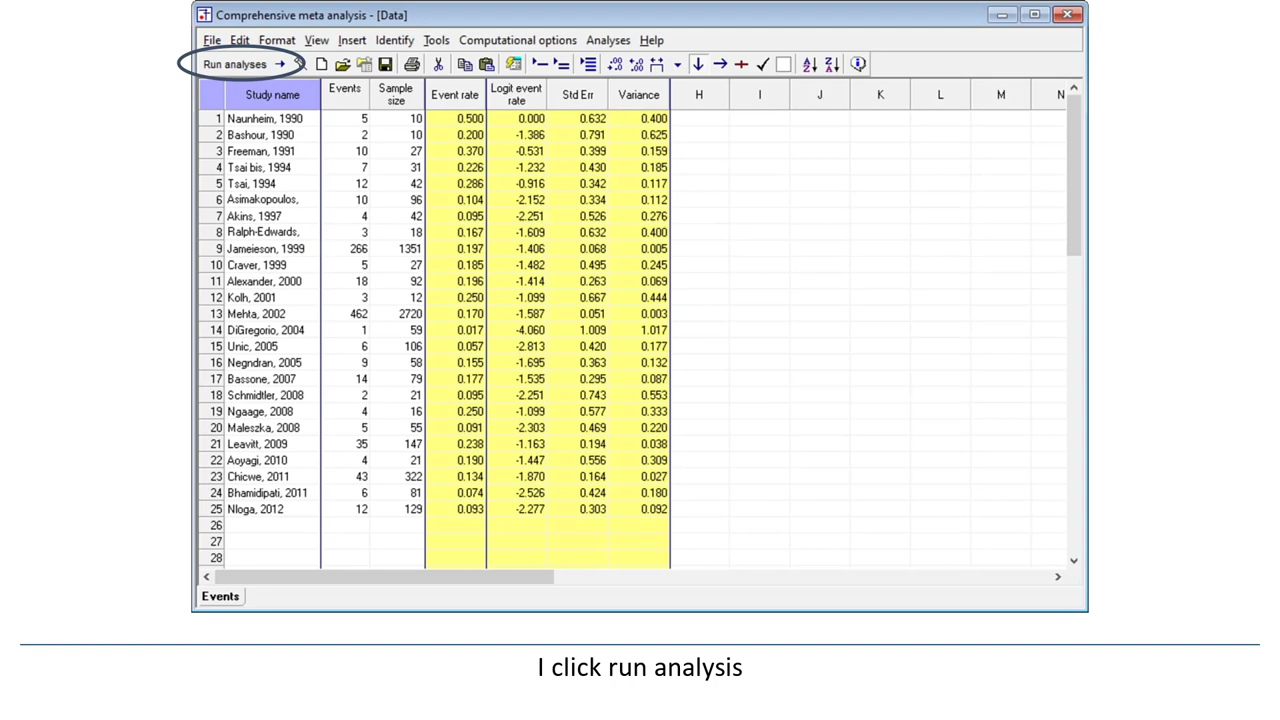 Comprehensive meta analysis - [Data]
File Edit Format View Insert Identify Tools Computational options Analyses Help
Run analyses
Study name Events Sample size Event rate Logit event rate Std Err Variance H I J K L M N
1 Naunheim, 1990 5 10 0.500 0.000 0.632 0.400
2 Bashour, 1990 2 10 0.200 -1.386 0.791 0.625
3 Freeman, 1991 10 27 0.370 -0.531 0.399 0.159
4 Tsai bis, 1994 7 31 0.226 -1.232 0.430 0.185
5 Tsai, 1994 12 42 0.286 -0.916 0.342 0.117
6 Asimakopoulos, 10 96 0.104 -2.152 0.334 0.112
7 Akins, 1997 4 42 0.095 -2.251 0.526 0.276
8 Ralph-Edwards, 3 18 0.167 -1.609 0.632 0.400
9 Jameieson, 1999 266 1351 0.197 -1.406 0.068 0.005
10 Craver, 1999 5 27 0.185 -1.482 0.495 0.245
11 Alexander, 2000 18 92 0.196 -1.414 0.263 0.069
12 Kolh, 2001 3 12 0.250 -1.099 0.667 0.444
13 Mehta, 2002 462 2720 0.170 -1.587 0.051 0.003
14 DiGregorio, 2004 1 59 0.017 -4.060 1.009 1.017
15 Unic, 2005 6 106 0.057 -2.813 0.420 0.177
16 Negndran, 2005 9 58 0.155 -1.695 0.363 0.132
17 Bassone, 2007 14 79 0.177 -1.535 0.295 0.087
18 Schmidtler, 2008 2 21 0.095 -2.251 0.743 0.553
19 Ngaage, 2008 4 16 0.250 -1.099 0.577 0.333
20 Maleszka, 2008 5 55 0.091 -2.303 0.469 0.220
21 Leavitt, 2009 35 147 0.238 -1.163 0.194 0.038
22 Aoyagi, 2010 4 21 0.190 -1.447 0.556 0.309
23 Chicwe, 2011 43 322 0.134 -1.870 0.164 0.027
24 Bhamidipati, 2011 6 81 0.074 -2.526 0.424 0.180
25 Nloga, 2012 12 129 0.093 -2.277 0.303 0.092
26
27
28
Events
I click run analysis